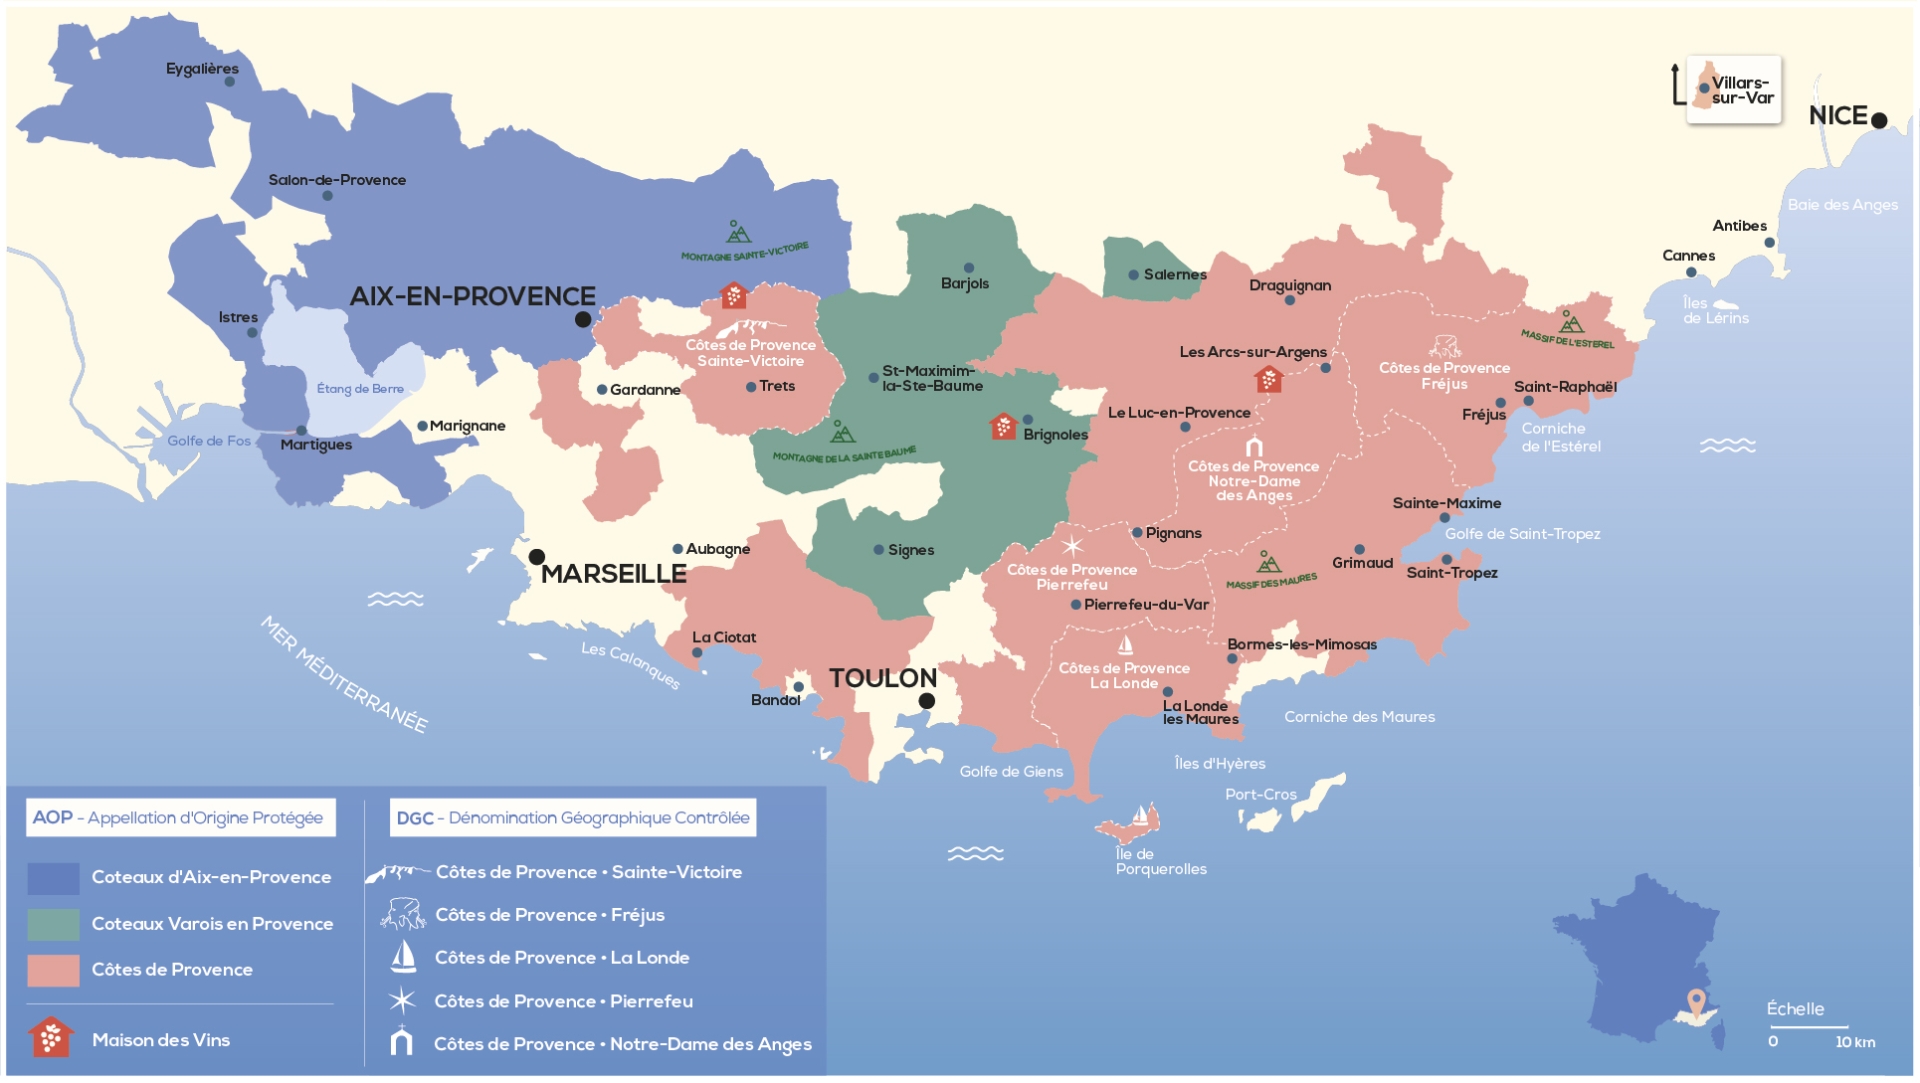 Eygalières
Villars-
sur-Var
NICE
Salon-de-Provence
Baie des Anges
Antibes
MONTAGNE SAINTE-VICTOIRE
Cannes
Barjols
Salernes
Draguignan
AIX-EN-PROVENCE
Îles
de Lérins
Istres
MASSIF DE L'ESTEREL
Côtes de Provence
Sainte-Victoire
Les Arcs-sur-Argens
Côtes de Provence
Fréjus
Étang de Berre
Gardanne
Trets
St-Maximim-
la-Ste-Baume
Saint-Raphaël
Le Luc-en-Provence
Fréjus
Marignane
Golfe de Fos
Martigues
Brignoles
Corniche
de l'Estérel
MONTAGNE DE LA SAINTE BAUME
Côtes de Provence
Notre-Dame
des Anges
Sainte-Maxime
Pignans
Golfe de Saint-Tropez
Aubagne
Signes
MARSEILLE
Côtes de Provence
Pierrefeu
MASSIF DES MAURES
Grimaud
Saint-Tropez
Pierrefeu-du-Var
MER MÉDITERRANÉE
Les Calanques
La Ciotat
Bormes-les-Mimosas
TOULON
Côtes de Provence
La Londe
Bandol
La Londe
les Maures
Corniche des Maures
Golfe de Giens
Îles d'Hyères
Port-Cros
Île de
Porquerolles
AOP - Appellation d'Origine Protégée
Coteaux d'Aix-en-Provence
Coteaux Varois en Provence
Côtes de Provence
Maison des Vins
DGC - Dénomination Géographique Contrôlée
Côtes de Provence • Sainte-Victoire
Côtes de Provence • Fréjus
Côtes de Provence • La Londe
Côtes de Provence • Pierrefeu
Côtes de Provence • Notre-Dame des Anges
Échelle
0 10 km